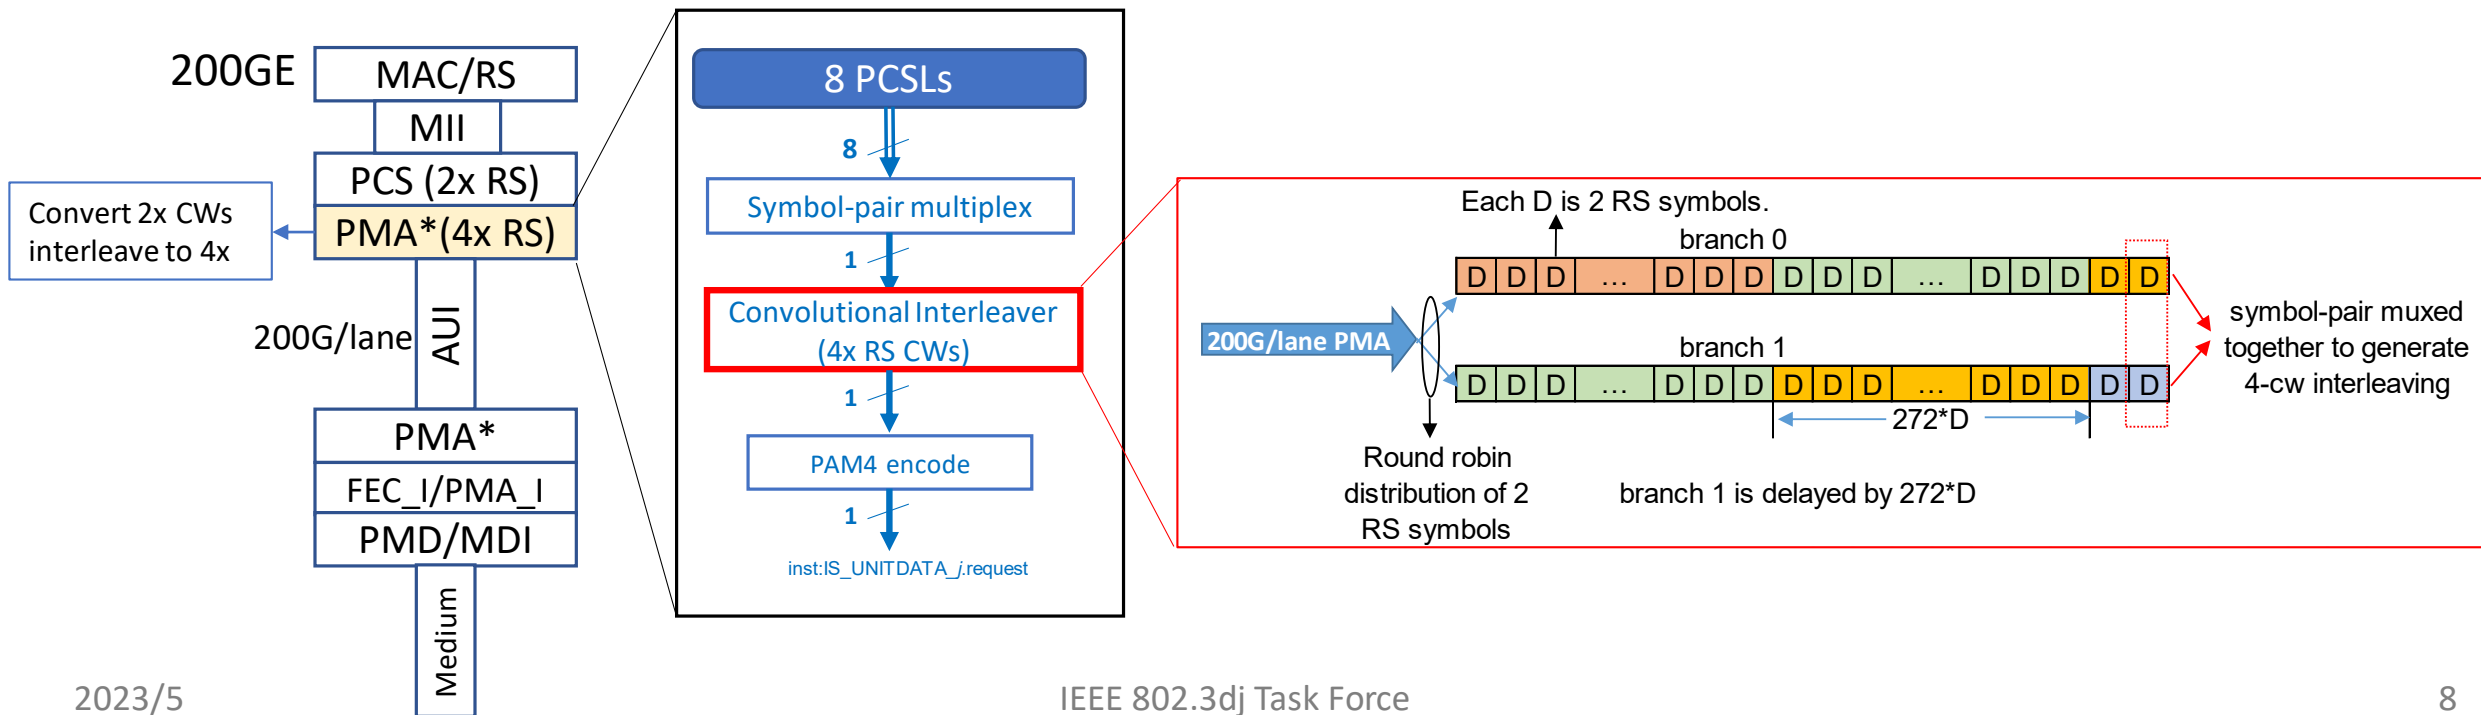 200GE
MAC/RS
MII
PCS (2x RS)
PMA*(4x RS)
Convert 2x CWs
interleave to 4x
200G/lane
AUI
PMA*
FEC_I/PMA_I
PMD/MDI
Medium
8 PCSLs
8
Symbol-pair multiplex
1
Convolutional Interleaver
(4x RS CWs)
1
PAM4 encode
1
inst:IS_UNITDATA_j.request
Each D is 2 RS symbols.
branch 0
D D D ... D D D D D D ... D D D D D
200G/lane PMA
branch 1
D D D ... D D D D D D ... D D D D D
272*D
symbol-pair muxed
together to generate
4-cw interleaving
Round robin
distribution of 2
RS symbols
branch 1 is delayed by 272*D
2023/5
IEEE 802.3dj Task Force
8